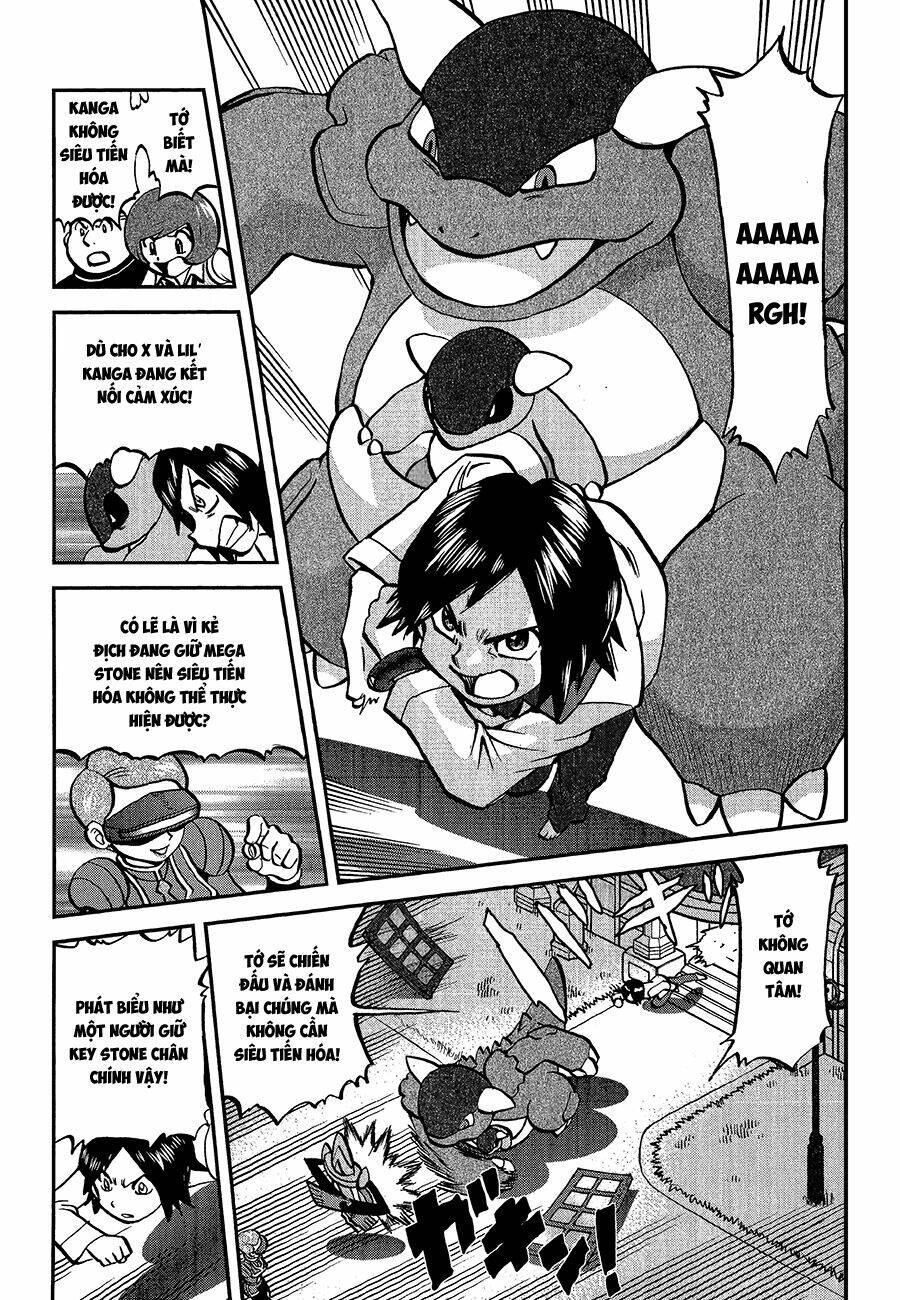 AAAAA
AAAAA
RGH!
TỚ
BIẾT
MÀ!
KANGA
KHÔNG
SIÊU TIẾN
HÓA
ĐƯỢC!
DÙ CHO X VÀ LIL'
KANGA ĐANG KẾT
NỐI CẢM XÚC!
CÓ LẼ LÀ VÌ KẺ
ĐỊCH ĐANG GIỮ MEGA
STONE NÊN SIÊU TIẾN
HÓA KHÔNG THỂ THỰC
HIỆN ĐƯỢC?
TỚ
KHÔNG
QUAN
TÂM!
TỚ SẼ CHIẾN
ĐẤU VÀ ĐÁNH
BẠI CHÚNG MÀ
KHÔNG CẦN
SIÊU TIẾN HÓA!
ガキン!
PHÁT BIỂU NHƯ
MỘT NGƯỜI GIỮ
KEY STONE CHÂN
CHÍNH VẬY!